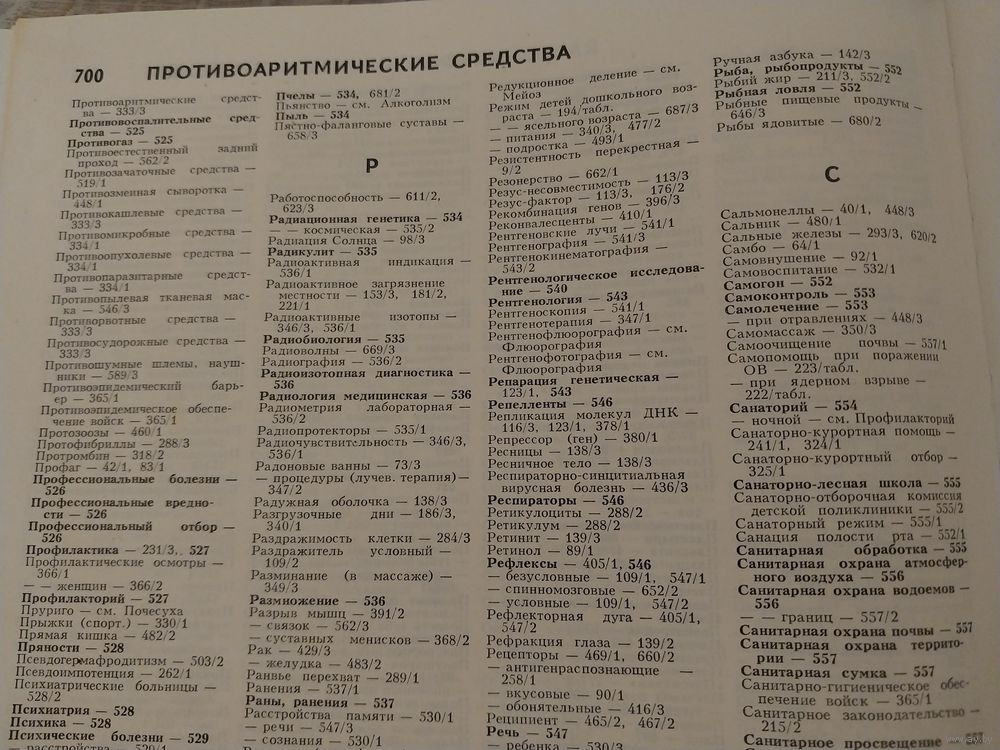 700 ПРОТИВОАРИТМИЧЕСКИЕ СРЕДСТВА
Противоаритмические средст-
ва — 333/3
Противовоспалительные сред-
ства — 525
Противогаз — 525
Противоестественный задний
проход — 562/2
Противозачаточные средства —
519/1
Противозмеиная сыворотка —
448/1
Противокашлевые средства —
333/3
Противомикробные средства —
334/1
Противоопухолевые средства —
334/1
Противопаразитарные средст-
ва — 334/1
Противопылевая тканевая мас-
ка — 546/3
Противорвотные средства —
333/3
Противосудорожные средства —
333/3
Противошумные шлемы, науш-
ники — 589/3
Противоэпидемический барь-
ер — 365/1
Противоэпидемическое обеспе-
чение войск — 365/1
Протозоозы — 460/1
Протофибриллы — 288/3
Протромбин — 318/2
Профаг — 42/1, 83/1
Профессиональные болезни —
526
Профессиональные вредно-
сти — 526
Профессиональный отбор —
526
Профилактика — 231/3, 527
Профилактические осмотры —
366/1
— — женщин — 366/2
Профилакторий — 527
Пруриго — см. Почесуха
Прыжки (спорт.) — 330/1
Прямая кишка — 482/2
Пряности — 528
Псевдогермафродитизм — 503/2
Псевдоимпотенция — 262/1
Психиатрические больницы —
528/2
Психиатрия — 528
Психика — 528
Психические болезни — 529
— расстройства — 529/1
Пчелы — 534, 681/2
Пьянство — см. Алкоголизм
Пыль — 534
Пястно-фаланговые суставы —
658/3
Р
Работоспособность — 611/2,
623/3
Радиационная генетика — 534
— — космическая — 535/2
Радиация Солнца — 98/3
Радикулит — 535
Радиоактивная индикация —
536/1
Радиоактивное загрязнение
местности — 153/3, 181/2,
221/1
Радиоактивные изотопы —
346/3, 536/1
Радиобиология — 535
Радиоволны — 669/3
Радиография — 536/2
Радиоизотопная диагностика —
536
Радиология медицинская — 536
Радиометрия лабораторная —
536/2
Радиопротекторы — 535/1
Радиочувствительность — 346/3,
536/1
Радоновые ванны — 73/3
— процедуры (лучев. терапия)—
347/2
Радужная оболочка — 138/3
Разгрузочные дни — 186/3,
340/1
Раздражимость клетки — 284/3
Раздражитель условный —
109/2
Разминание (в массаже) —
349/3
Размножение — 536
Разрыв мышц — 391/2
— связок — 562/3
— суставных менисков — 368/2
Рак — 429/3
— желудка — 483/2
Ранвье перехват — 289/1
Ранения — 537/1
Раны, ранения — 537
Расстройства памяти — 530/1
— речи — 547/3
— сознания — 530/1
Редукционное деление — см.
Мейоз
Режим детей дошкольного воз-
раста — 194/табл.
— — ясельного возраста — 687/3
— питания — 340/3, 477/2
— подростка — 493/1
Резистентность перекрестная —
9/2
Резонерство — 662/1
Резус-несовместимость — 113/3
Резус-фактор — 113/3, 176/2
Рекомбинация генов — 396/3
Реконвалесценты — 410/1
Рентгеновские лучи — 541/1
Рентгенография — 541/3
Рентгенокинематография —
543/2
Рентгенологическое исследова-
ние — 540
Рентгенология — 543
Рентгеноскопия — 541/1
Рентгенотерапия — 347/1
Рентгенофлюорография — см.
Флюорография
Рентгенофотография — см.
Флюорография
Репарация генетическая —
123/1, 543
Репелленты — 546
Репликация молекул ДНК —
116/3, 123/1, 378/1
Репрессор (ген) — 380/1
Ресницы — 138/3
Ресничное тело — 138/3
Респираторно-синцитиальная
вирусная болезнь — 436/3
Респираторы — 546
Ретикулоциты — 288/2
Ретикулум — 288/2
Ретинит — 139/3
Ретинол — 89/1
Рефлексы — 405/1, 546
— безусловные — 109/1, 547/1
— спинномозговые — 652/2
— условные — 109/1, 547/2
Рефлекторная дуга — 405/1,
547/2
Рефракция глаза — 139/2
Рецепторы — 469/1, 660/2
— антигенраспознающие —
258/1
— вкусовые — 90/1
— обонятельные — 416/3
Реципиент — 465/2, 467/2
Речь — 547
— ребенка — 530/3
Ручная азбука — 142/3
Рыба, рыбопродукты — 552
Рыбий жир — 211/3, 552/2
Рыбная ловля — 552
Рыбные пищевые продукты —
646/3
Рыбы ядовитые — 680/2
С
Сальмонеллы — 40/1, 448/3
Сальник — 480/1
Сальные железы — 293/3, 620/2
Самбо — 64/1
Самовнушение — 92/1
Самовоспитание — 532/1
Самогон — 552
Самоконтроль — 553
Самолечение — 553
— при отравлениях — 448/3
Самомассаж — 350/3
Самоочищение почвы — 557/1
Самопомощь при поражении
ОВ — 223/табл.
— при ядерном взрыве —
222/табл.
Санаторий — 554
— ночной — см. Профилакторий
Санаторно-курортная помощь —
241/1, 324/1
Санаторно-курортный отбор —
325/1
Санаторно-лесная школа — 555
Санаторно-отборочная комиссия
детской поликлиники — 555/2
Санаторный режим — 555/1
Санация полости рта — 552/1
Санитарная обработка — 555
Санитарная охрана атмосфер-
ного воздуха — 556
Санитарная охрана водоемов —
556
— — границ — 557/2
Санитарная охрана почвы — 557
Санитарная охрана террито-
рии — 557
Санитарная сумка — 557
Санитарно-гигиеническое обес-
печение войск — 365/1
Санитарное законодательство —
215/2
Санитарное просвещение —